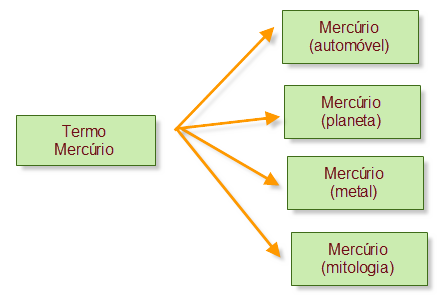 Termo
Mercúrio
Mercúrio
(automóvel)
Mercúrio
(planeta)
Mercúrio
(metal)
Mercúrio
(mitologia)